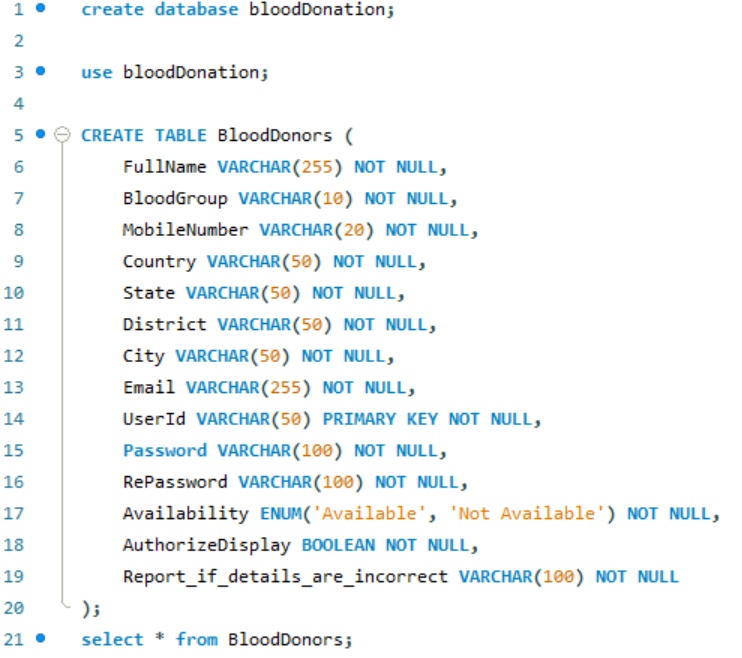 1 create database bloodDonation;
2
3 use bloodDonation;
4
5 CREATE TABLE BloodDonors (
6 FullName VARCHAR(255) NOT NULL,
7 BloodGroup VARCHAR(10) NOT NULL,
8 MobileNumber VARCHAR(20) NOT NULL,
9 Country VARCHAR(50) NOT NULL,
10 State VARCHAR(50) NOT NULL,
11 District VARCHAR(50) NOT NULL,
12 City VARCHAR(50) NOT NULL,
13 Email VARCHAR(255) NOT NULL,
14 UserId VARCHAR(50) PRIMARY KEY NOT NULL,
15 Password VARCHAR(100) NOT NULL,
16 RePassword VARCHAR(100) NOT NULL,
17 Availability ENUM('Available', 'Not Available') NOT NULL,
18 AuthorizeDisplay BOOLEAN NOT NULL,
19 Report_if_details_are_incorrect VARCHAR(100) NOT NULL
20 );
21 select * from BloodDonors;